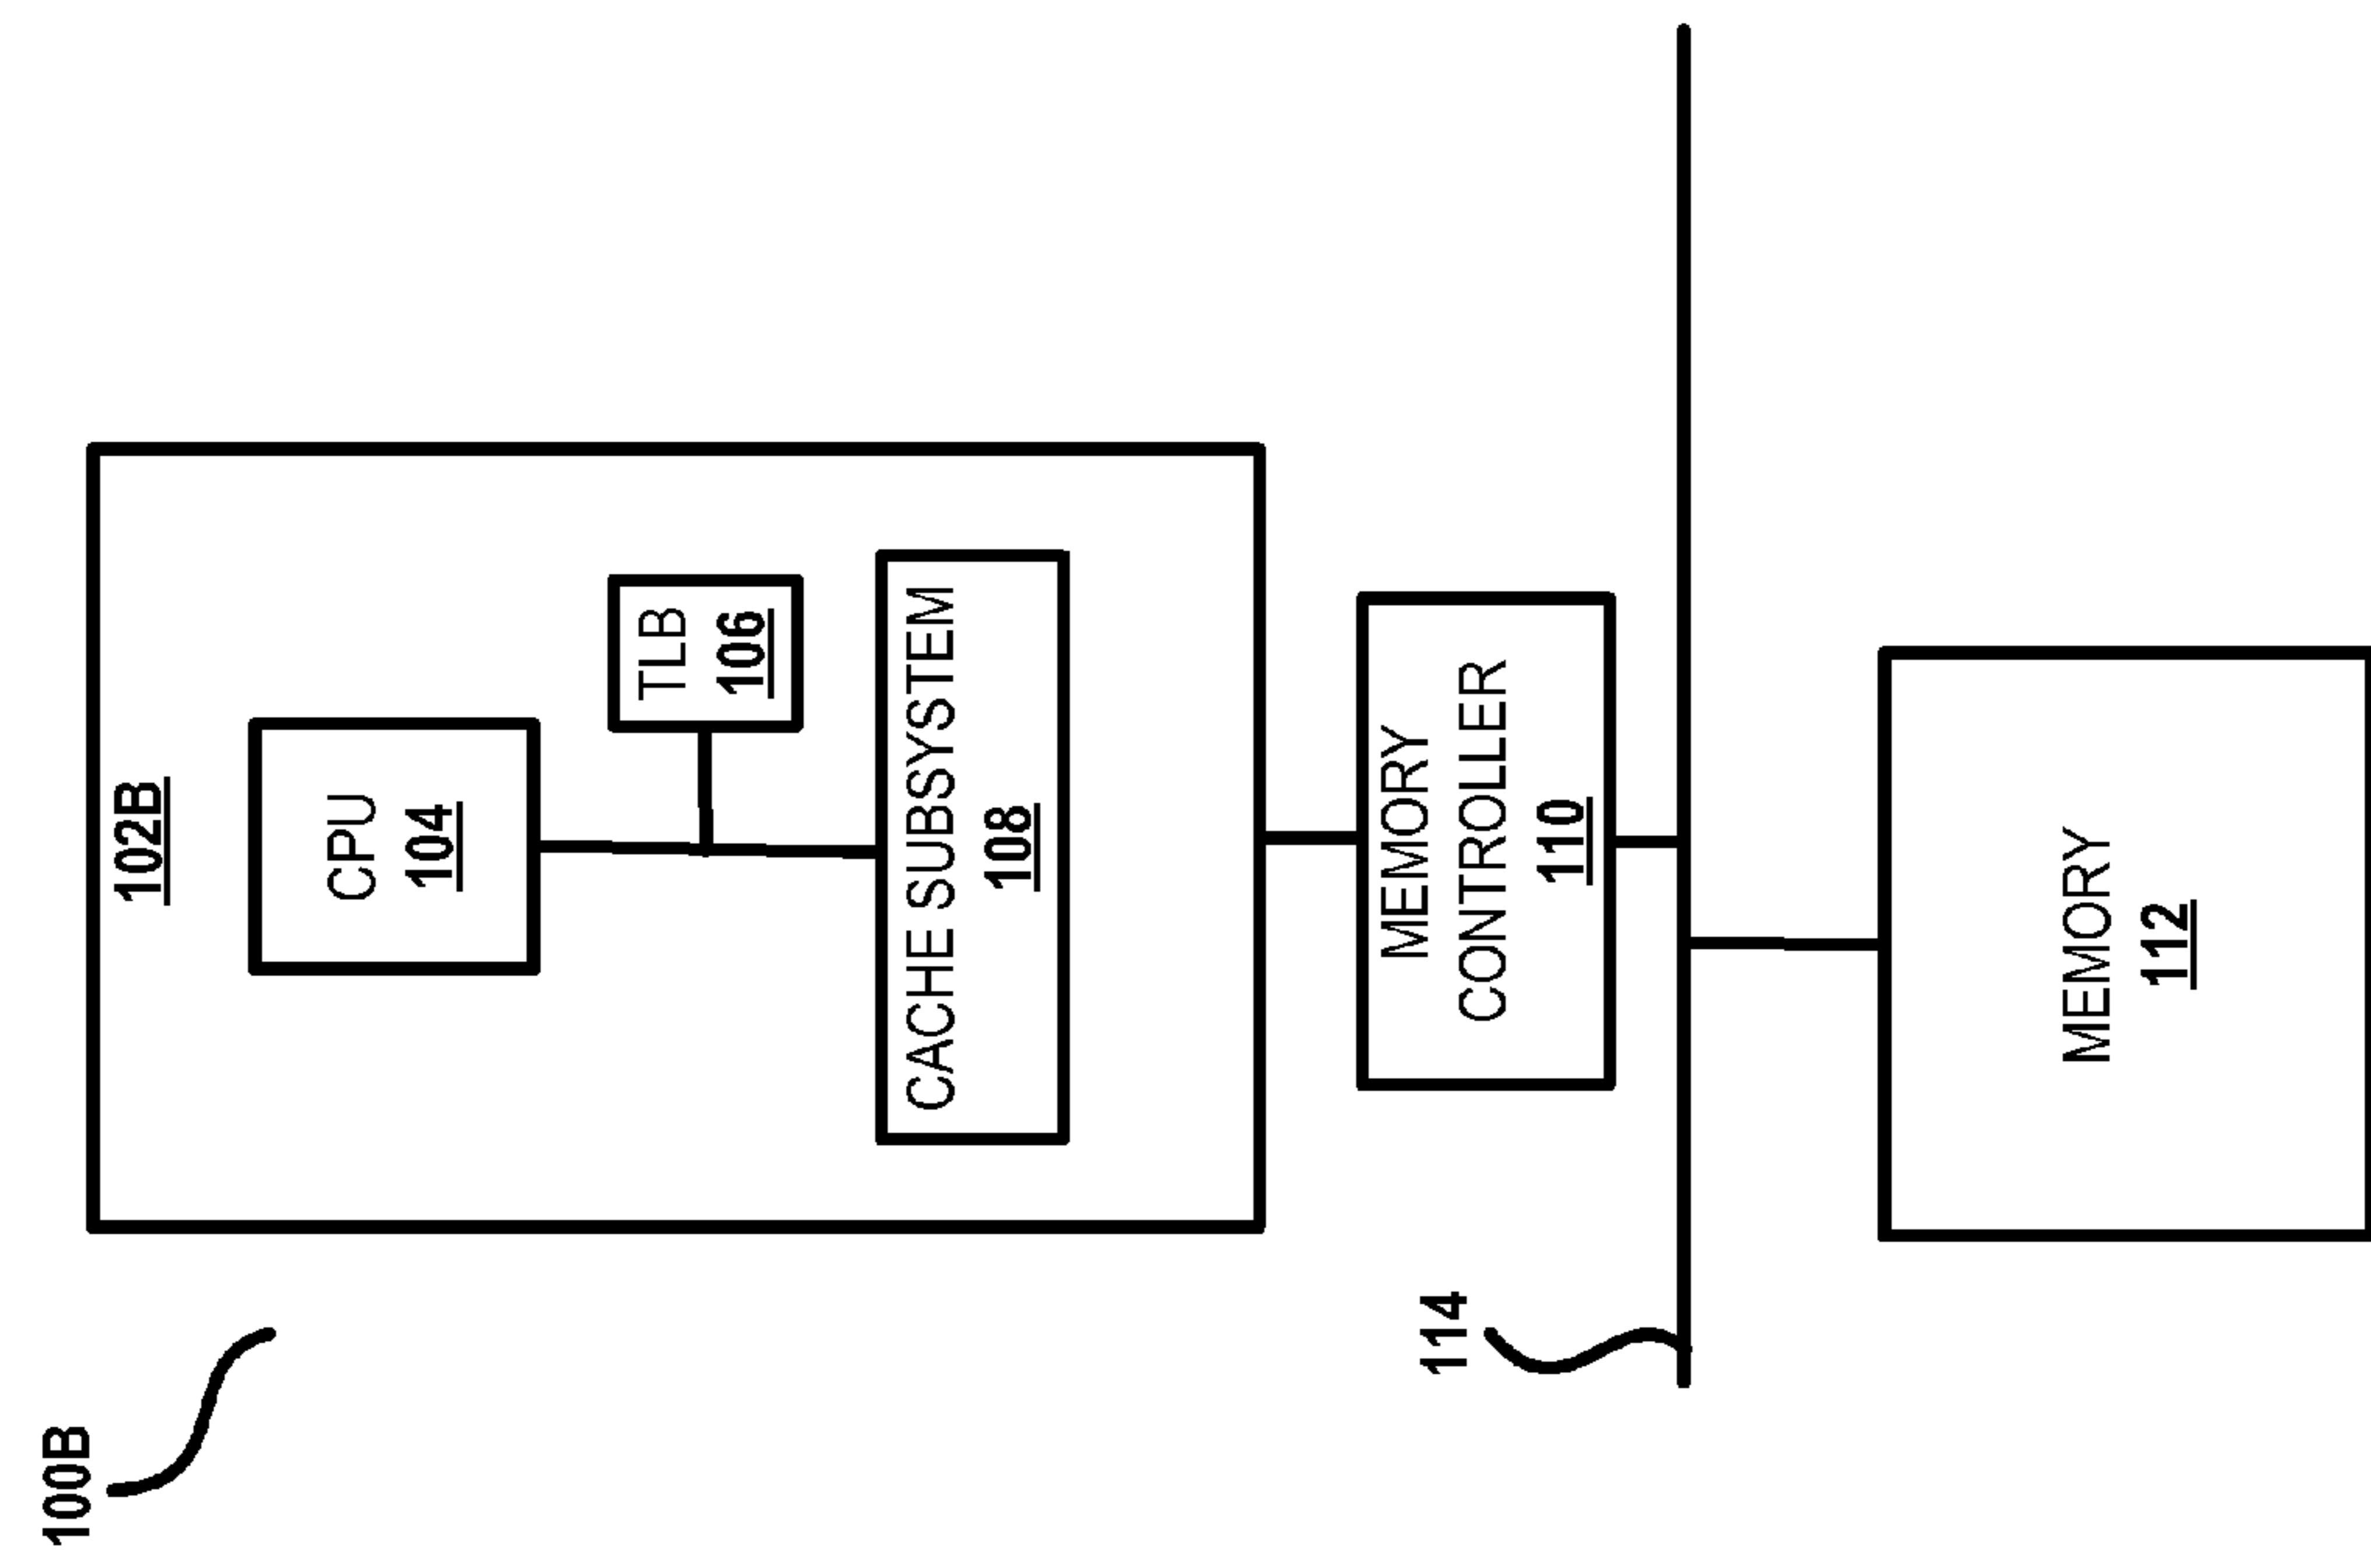 100B
102B
CPU
104
TLB
106
CACHE SUBSYSTEM
108
MEMORY
CONTROLLER
110
114
MEMORY
112